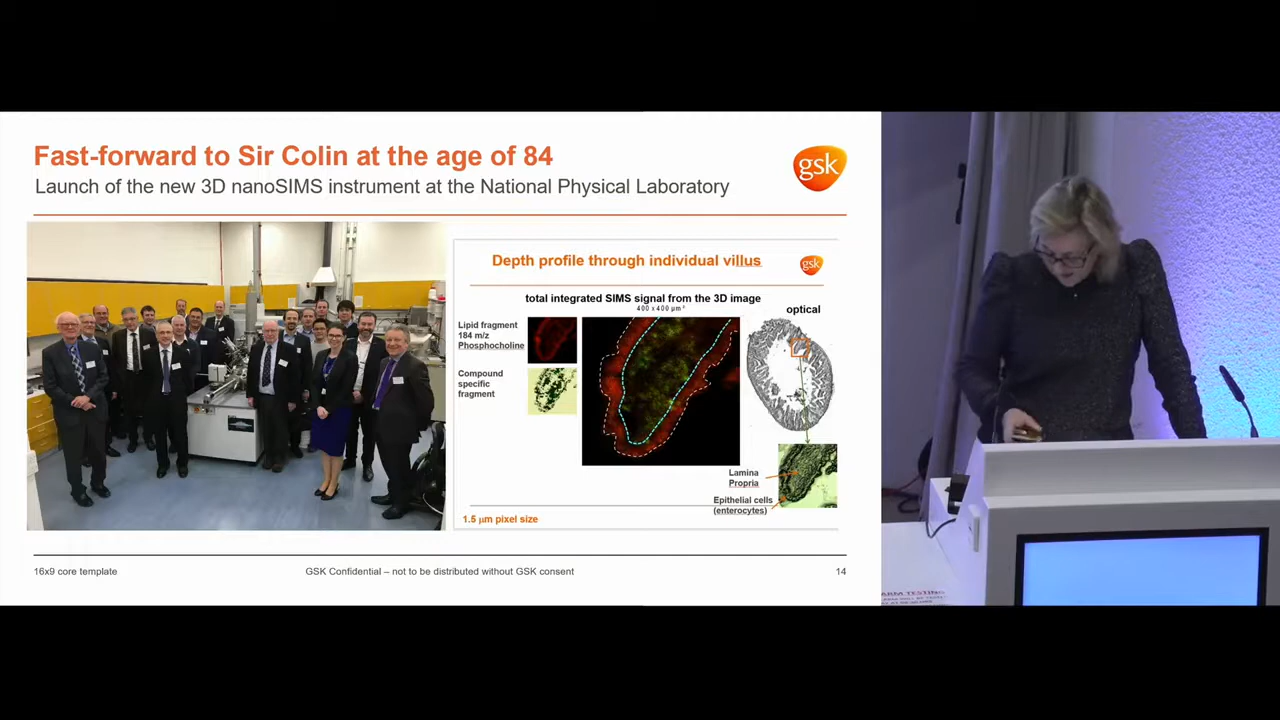 Fast-forward to Sir Colin at the age of 84
Launch of the new 3D nanoSIMS instrument at the National Physical Laboratory
gsk
Depth profile through individual villus
gsk
total integrated SIMS signal from the 3D image
400 x 400 µm²
optical
Lipid fragment
184 m/z
Phosphocholine
Compound
specific
fragment
Lamina
Propria
Epithelial cells
(enterocytes)
1.5 µm pixel size
16x9 core template
GSK Confidential – not to be distributed without GSK consent
14